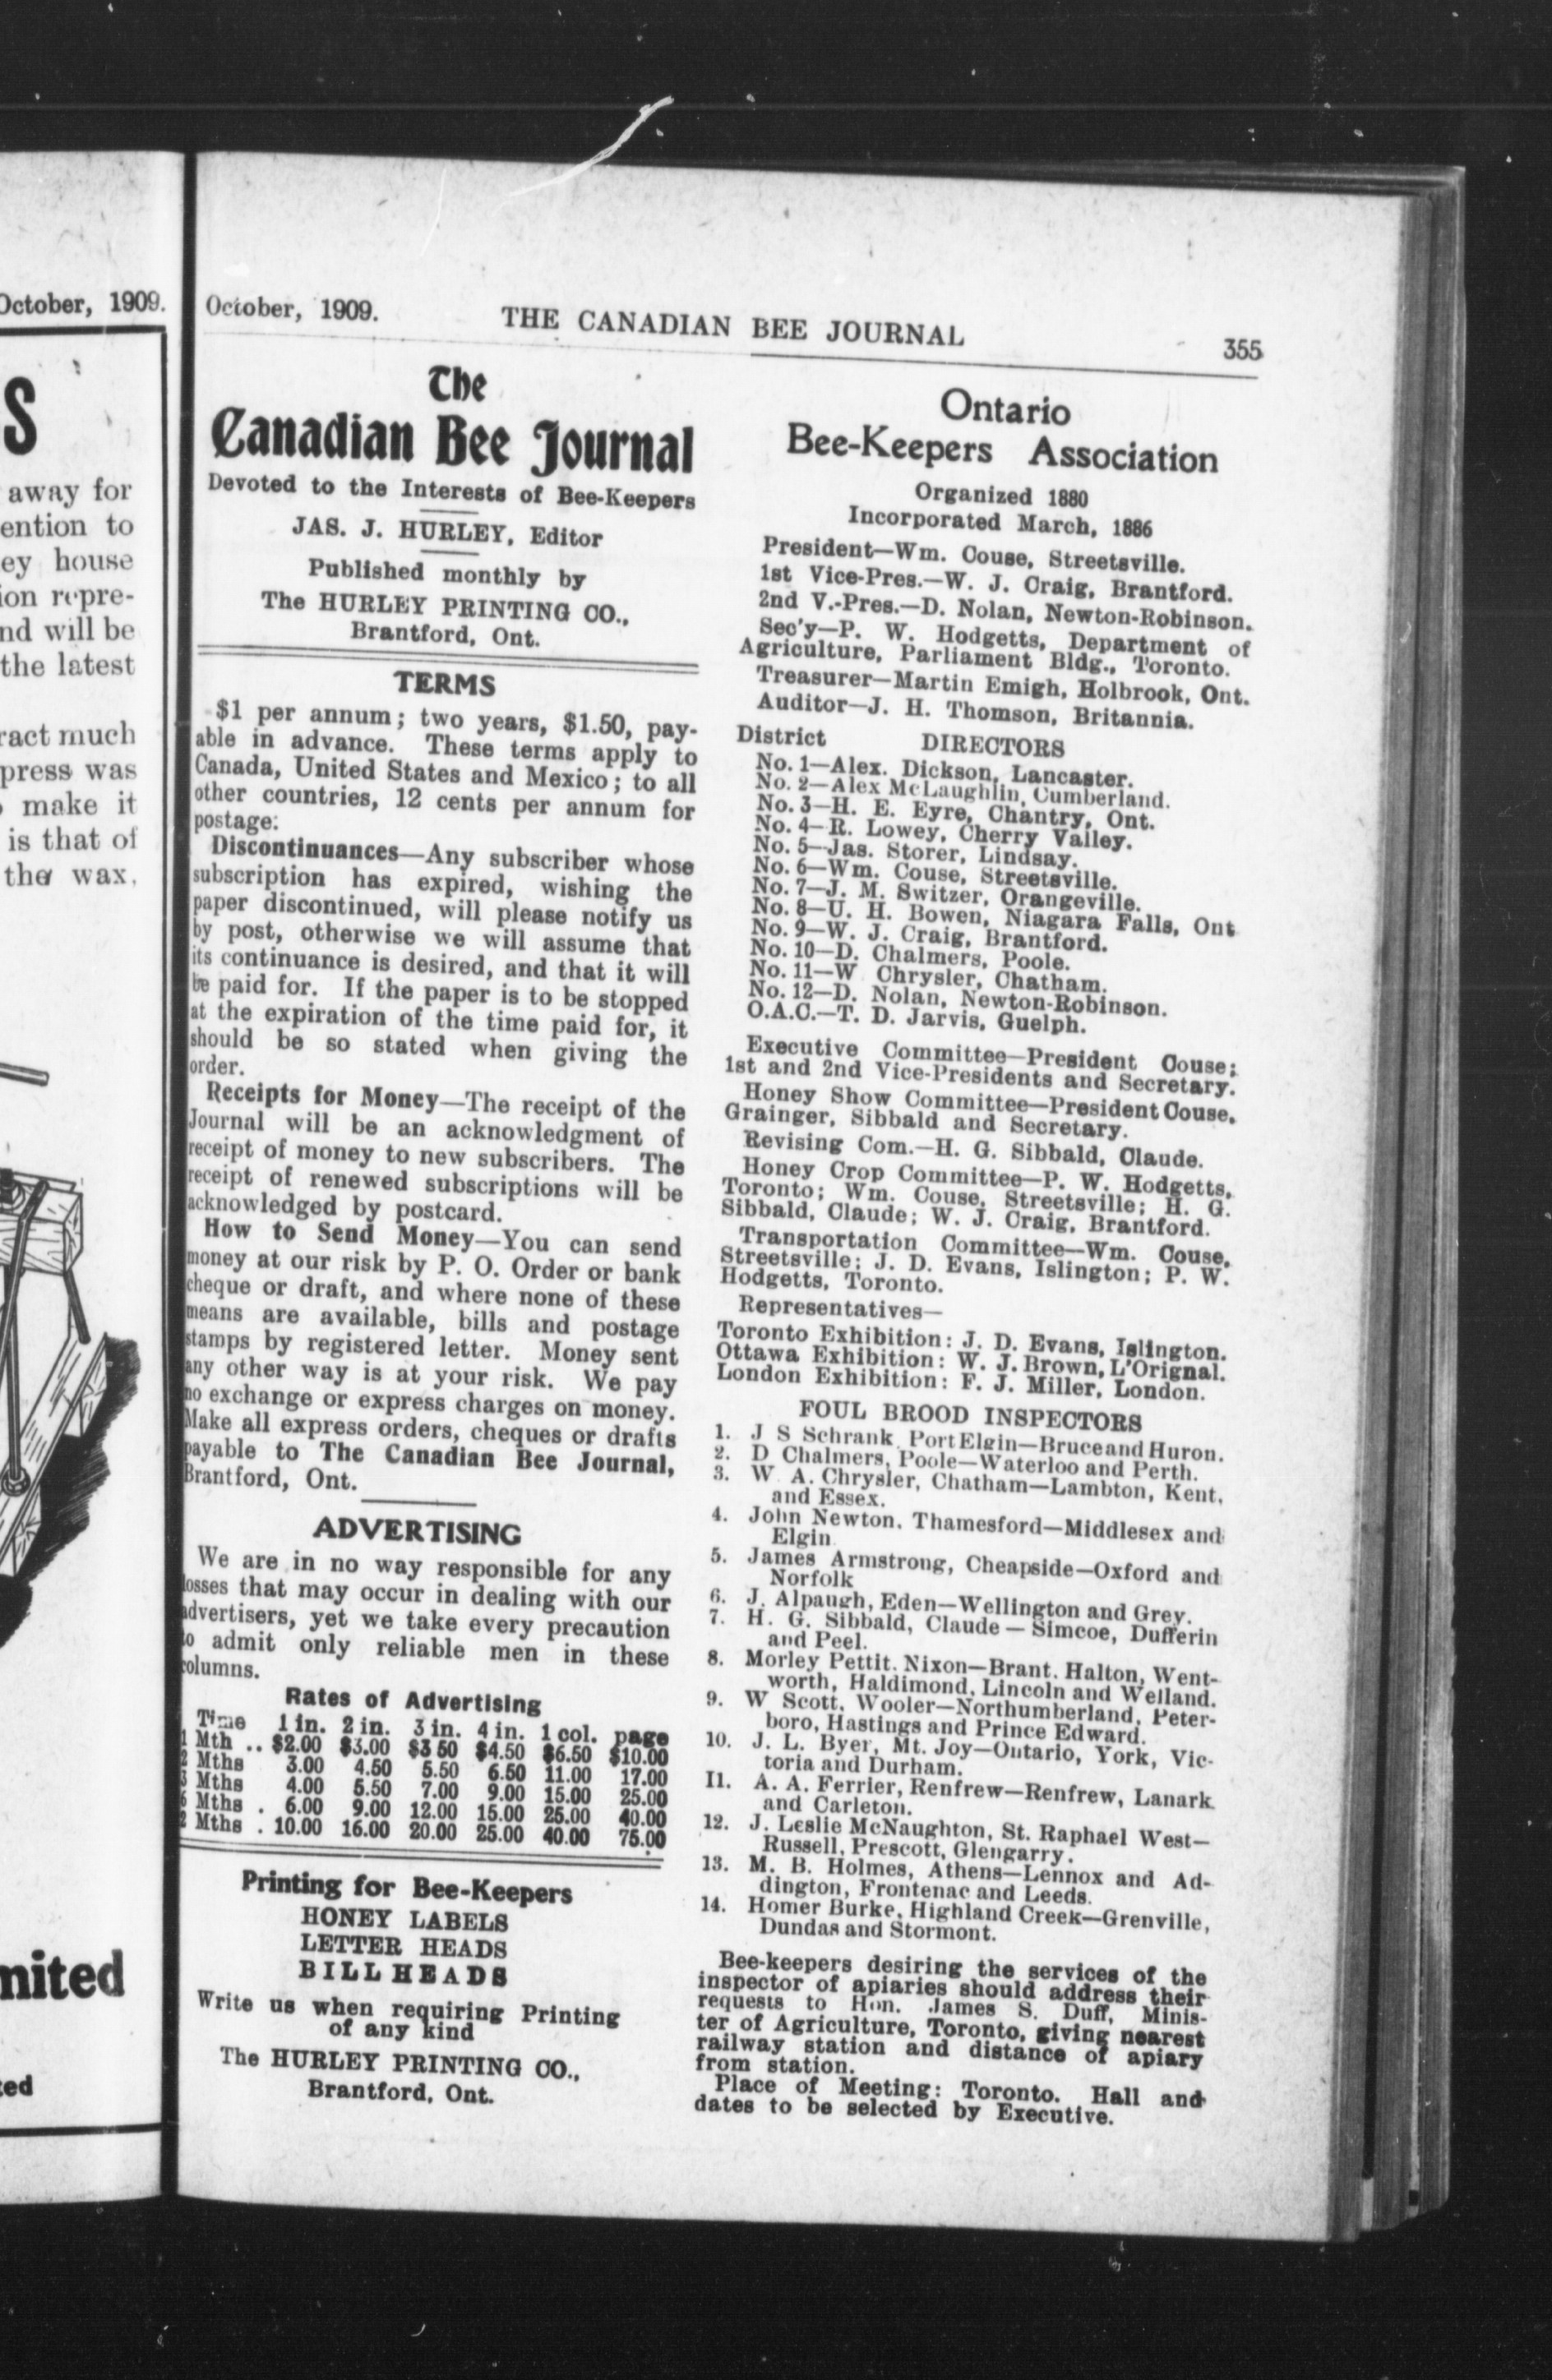 October, 1909.
S
away for
ention to
ey house
ion repre-
nd will be
the latest
ract much
press was
make it
is that of
the wax.
mited
ted
October, 1909.
THE CANADIAN BEE JOURNAL
355
The
Canadian Bee Journal
Devoted to the Interests of Bee-Keepers
JAS. J. HURLEY, Editor
Published monthly by
The HURLEY PRINTING CO.,
Brantford, Ont.
TERMS
$1 per annum; two years, $1.50, pay-
able in advance. These terms apply to
Canada, United States and Mexico; to all
other countries, 12 cents per annum for
postage:
Discontinuances—Any subscriber whose
subscription has expired, wishing the
paper discontinued, will please notify us
by post, otherwise we will assume that
its continuance is desired, and that it will
be paid for. If the paper is to be stopped
at the expiration of the time paid for, it
should be so stated when giving the
order.
Receipts for Money—The receipt of the
Journal will be an acknowledgment of
receipt of money to new subscribers. The
receipt of renewed subscriptions will be
acknowledged by postcard.
How to Send Money—You can send
money at our risk by P. O. Order or bank
cheque or draft, and where none of these
means are available, bills and postage
stamps by registered letter. Money sent
any other way is at your risk. We pay
no exchange or express charges on money.
Make all express orders, cheques or drafts
payable to The Canadian Bee Journal,
Brantford, Ont.
ADVERTISING
We are in no way responsible for any
losses that may occur in dealing with our
advertisers, yet we take every precaution
to admit only reliable men in these
columns.
Rates of Advertising
Time 1 in. 2 in. 3 in. 4 in. 1 col. page
1 Mth .. $2.00 $3.00 $3 50 $4.50 $6.50 $10.00
2 Mths 3.00 4.50 5.50 6.50 11.00 17.00
3 Mths 4.00 5.50 7.00 9.00 15.00 25.00
6 Mths . 6.00 9.00 12.00 15.00 25.00 40.00
2 Mths . 10.00 16.00 20.00 25.00 40.00 75.00
Printing for Bee-Keepers
HONEY LABELS
LETTER HEADS
BILL HEADS
Write us when requiring Printing
of any kind
The HURLEY PRINTING CO.,
Brantford, Ont.
Ontario
Bee-Keepers Association
Organized 1880
Incorporated March, 1886
President—Wm. Couse, Streetsville.
1st Vice-Pres.—W. J. Craig, Brantford.
2nd V.-Pres.—D. Nolan, Newton-Robinson.
Sec'y—P. W. Hodgetts, Department of
Agriculture, Parliament Bldg., Toronto.
Treasurer—Martin Emigh, Holbrook, Ont.
Auditor—J. H. Thomson, Britannia.
District DIRECTORS
No. 1—Alex. Dickson, Lancaster.
No. 2—Alex McLaughlin, Cumberland.
No. 3—H. E. Eyre, Chantry, Ont.
No. 4—R. Lowey, Cherry Valley.
No. 5—Jas. Storer, Lindsay.
No. 6—Wm. Couse, Streetsville.
No. 7—J. M. Switzer, Orangeville.
No. 8—U. H. Bowen, Niagara Falls, Ont
No. 9—W. J. Craig, Brantford.
No. 10—D. Chalmers, Poole.
No. 11—W Chrysler, Chatham.
No. 12—D. Nolan, Newton-Robinson.
O.A.C.—T. D. Jarvis, Guelph.
Executive Committee—President Couse;
1st and 2nd Vice-Presidents and Secretary.
Honey Show Committee—President Couse,
Grainger, Sibbald and Secretary.
Revising Com.—H. G. Sibbald, Claude.
Honey Crop Committee—P. W. Hodgetts,
Toronto; Wm. Couse, Streetsville; H. G.
Sibbald, Claude; W. J. Craig, Brantford.
Transportation Committee—Wm. Couse,
Streetsville; J. D. Evans, Islington; P. W.
Hodgetts, Toronto.
Representatives—
Toronto Exhibition: J. D. Evans, Islington.
Ottawa Exhibition: W. J. Brown, L'Orignal.
London Exhibition: F. J. Miller, London.
FOUL BROOD INSPECTORS
1. J S Schrank, Port Elgin—Bruce and Huron.
2. D Chalmers, Poole—Waterloo and Perth.
3. W. A. Chrysler, Chatham—Lambton, Kent,
and Essex.
4. John Newton, Thamesford—Middlesex and
Elgin
5. James Armstrong, Cheapside—Oxford and
Norfolk
6. J. Alpaugh, Eden—Wellington and Grey.
7. H. G. Sibbald, Claude — Simcoe, Dufferin
and Peel.
8. Morley Pettit. Nixon—Brant. Halton, Went-
worth, Haldimond, Lincoln and Welland.
9. W Scott, Wooler—Northumberland, Peter-
boro, Hastings and Prince Edward.
10. J. L. Byer, Mt. Joy—Ontario, York, Vic-
toria and Durham.
11. A. A. Ferrier, Renfrew—Renfrew, Lanark
and Carleton.
12. J. Leslie McNaughton, St. Raphael West—
Russell, Prescott, Glengarry.
13. M. B. Holmes, Athens—Lennox and Ad-
dington, Frontenac and Leeds.
14. Homer Burke, Highland Creek—Grenville,
Dundas and Stormont.
Bee-keepers desiring the services of the
inspector of apiaries should address their
requests to Hon. James S. Duff, Minis-
ter of Agriculture, Toronto, giving nearest
railway station and distance of apiary
from station.
Place of Meeting: Toronto. Hall and
dates to be selected by Executive.